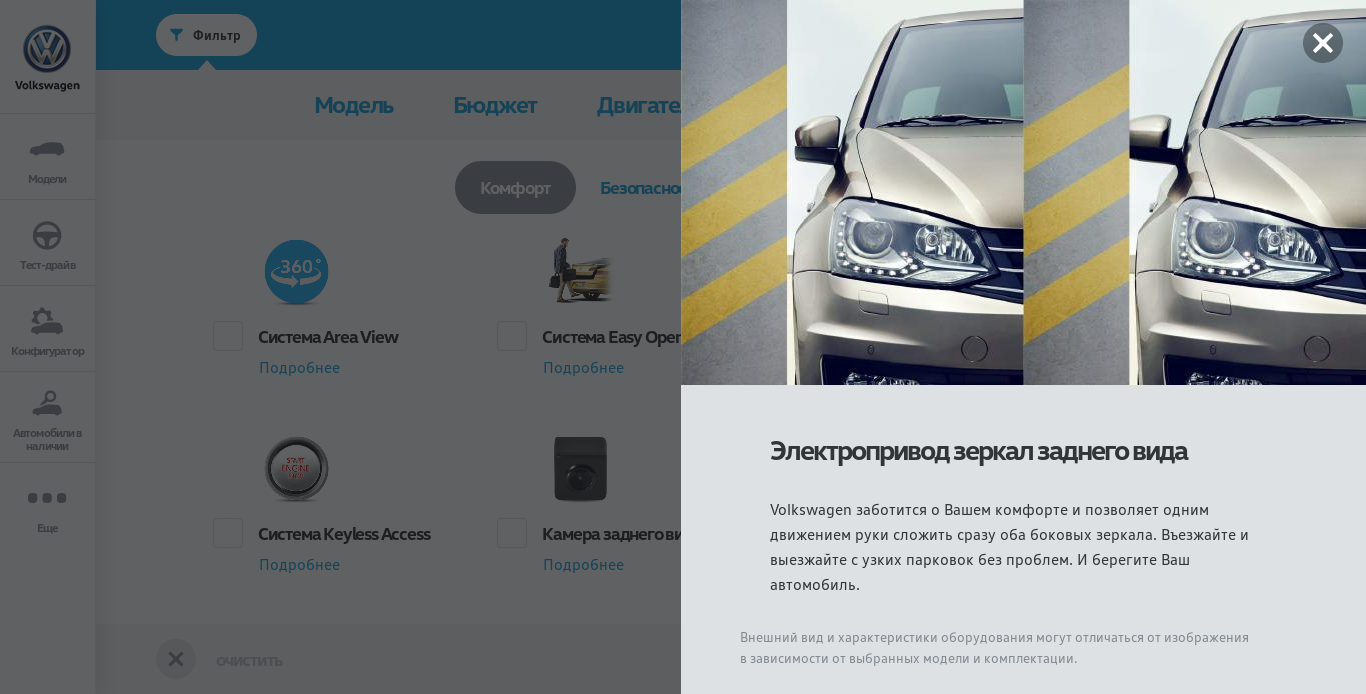 Volkswagen
Модели
Тест-драйв
Конфигуратор
Автомобили в
наличии
Еще
Фильтр
Модель Бюджет Двигате
Комфорт Безопасно
360°
Система Area View
Подробнее
Система Easy Open
Подробнее
START
ENGINE
STOP
Система Keyless Access
Подробнее
Камера заднего ви
Подробнее
ОЧИСТИТЬ
Электропривод зеркал заднего вида
Volkswagen заботится о Вашем комфорте и позволяет одним
движением руки сложить сразу оба боковых зеркала. Въезжайте и
выезжайте с узких парковок без проблем. И берегите Ваш
автомобиль.
Внешний вид и характеристики оборудования могут отличаться от изображения
в зависимости от выбранных модели и комплектации.